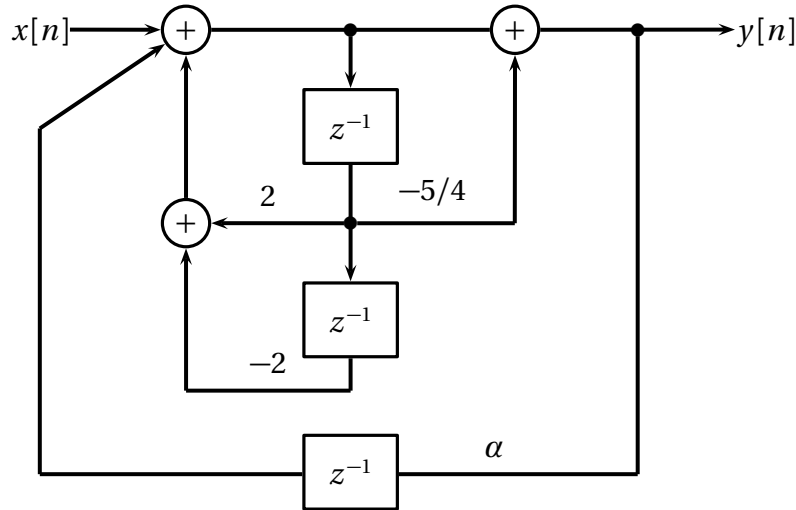 x[n] + + y[n]
z⁻¹
2 −5/4
+
z⁻¹
−2
α
z⁻¹